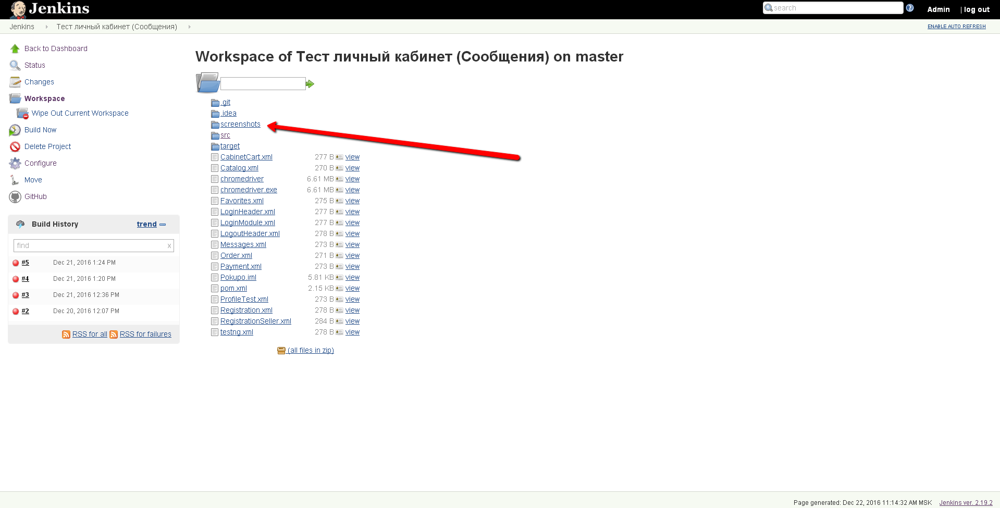 Jenkins
search
Admin
| log out
Jenkins
Тест личный кабинет (Сообщения)
ENABLE AUTO REFRESH
Back to Dashboard
Status
Changes
Workspace
Wipe Out Current Workspace
Build Now
Delete Project
Configure
Move
GitHub
Build History
trend
find
x
#5 Dec 21, 2016 1:24 PM
#4 Dec 21, 2016 1:20 PM
#3 Dec 21, 2016 12:36 PM
#2 Dec 20, 2016 12:07 PM
RSS for all RSS for failures
Workspace of Тест личный кабинет (Сообщения) on master
.git
.idea
screenshots
src
target
CabinetCart.xml 277 B view
Catalog.xml 270 B view
chromedriver 6.61 MB view
chromedriver.exe 6.61 MB view
Favorites.xml 275 B view
LoginHeader.xml 277 B view
LoginModule.xml 277 B view
LogoutHeader.xml 278 B view
Messages.xml 273 B view
Order.xml 271 B view
Payment.xml 273 B view
Pokupo.iml 5.81 KB view
pom.xml 2.15 KB view
ProfileTest.xml 273 B view
Registration.xml 278 B view
RegistrationSeller.xml 284 B view
testng.xml 278 B view
(all files in zip)
Page generated: Dec 22, 2016 11:14:32 AM MSK
Jenkins ver. 2.19.2